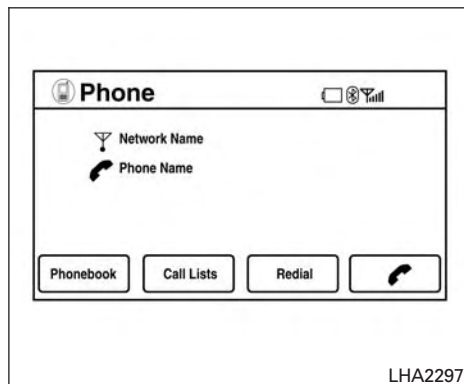 Phone
Network Name
Phone Name
Phonebook Call Lists Redial
LHA2297